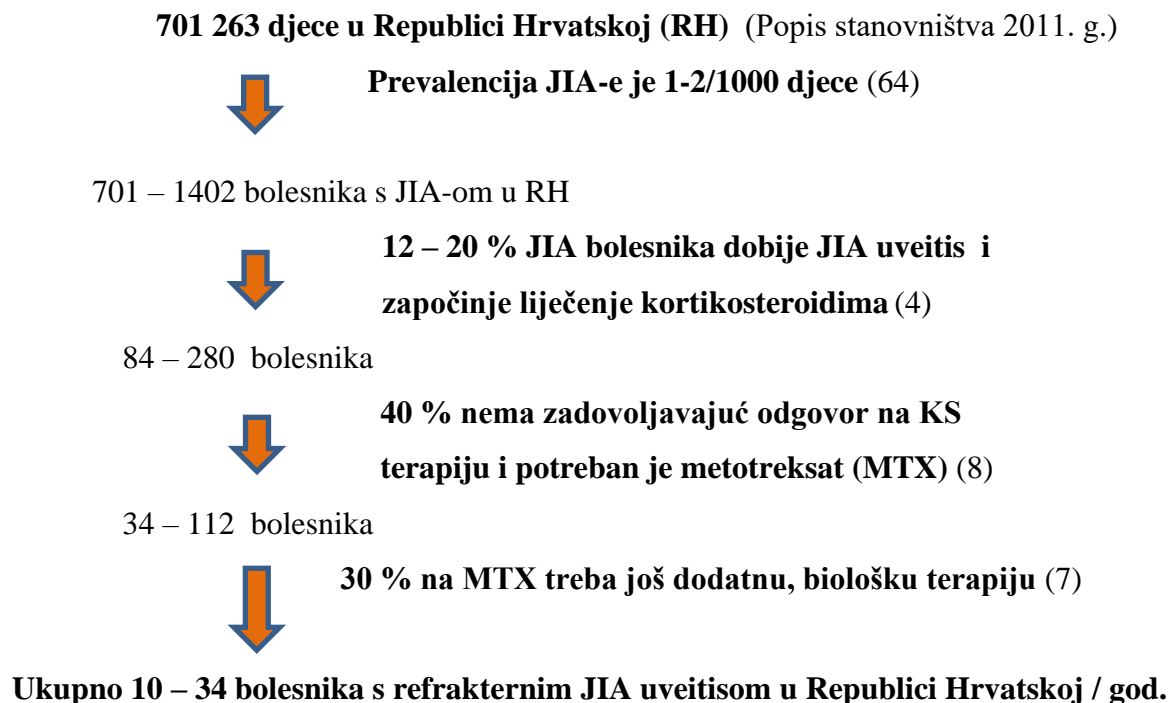 701 263 djece u Republici Hrvatskoj (RH) (Popis stanovništva 2011. g.)
Prevalencija JIA-e je 1-2/1000 djece (64)
701 – 1402 bolesnika s JIA-om u RH
12 – 20 % JIA bolesnika dobije JIA uveitis i
započinje liječenje kortikosteroidima (4)
84 – 280 bolesnika
40 % nema zadovoljavajuć odgovor na KS
terapiju i potreban je metotreksat (MTX) (8)
34 – 112 bolesnika
30 % na MTX treba još dodatnu, biološku terapiju (7)
Ukupno 10 – 34 bolesnika s refrakternim JIA uveitisom u Republici Hrvatskoj / god.